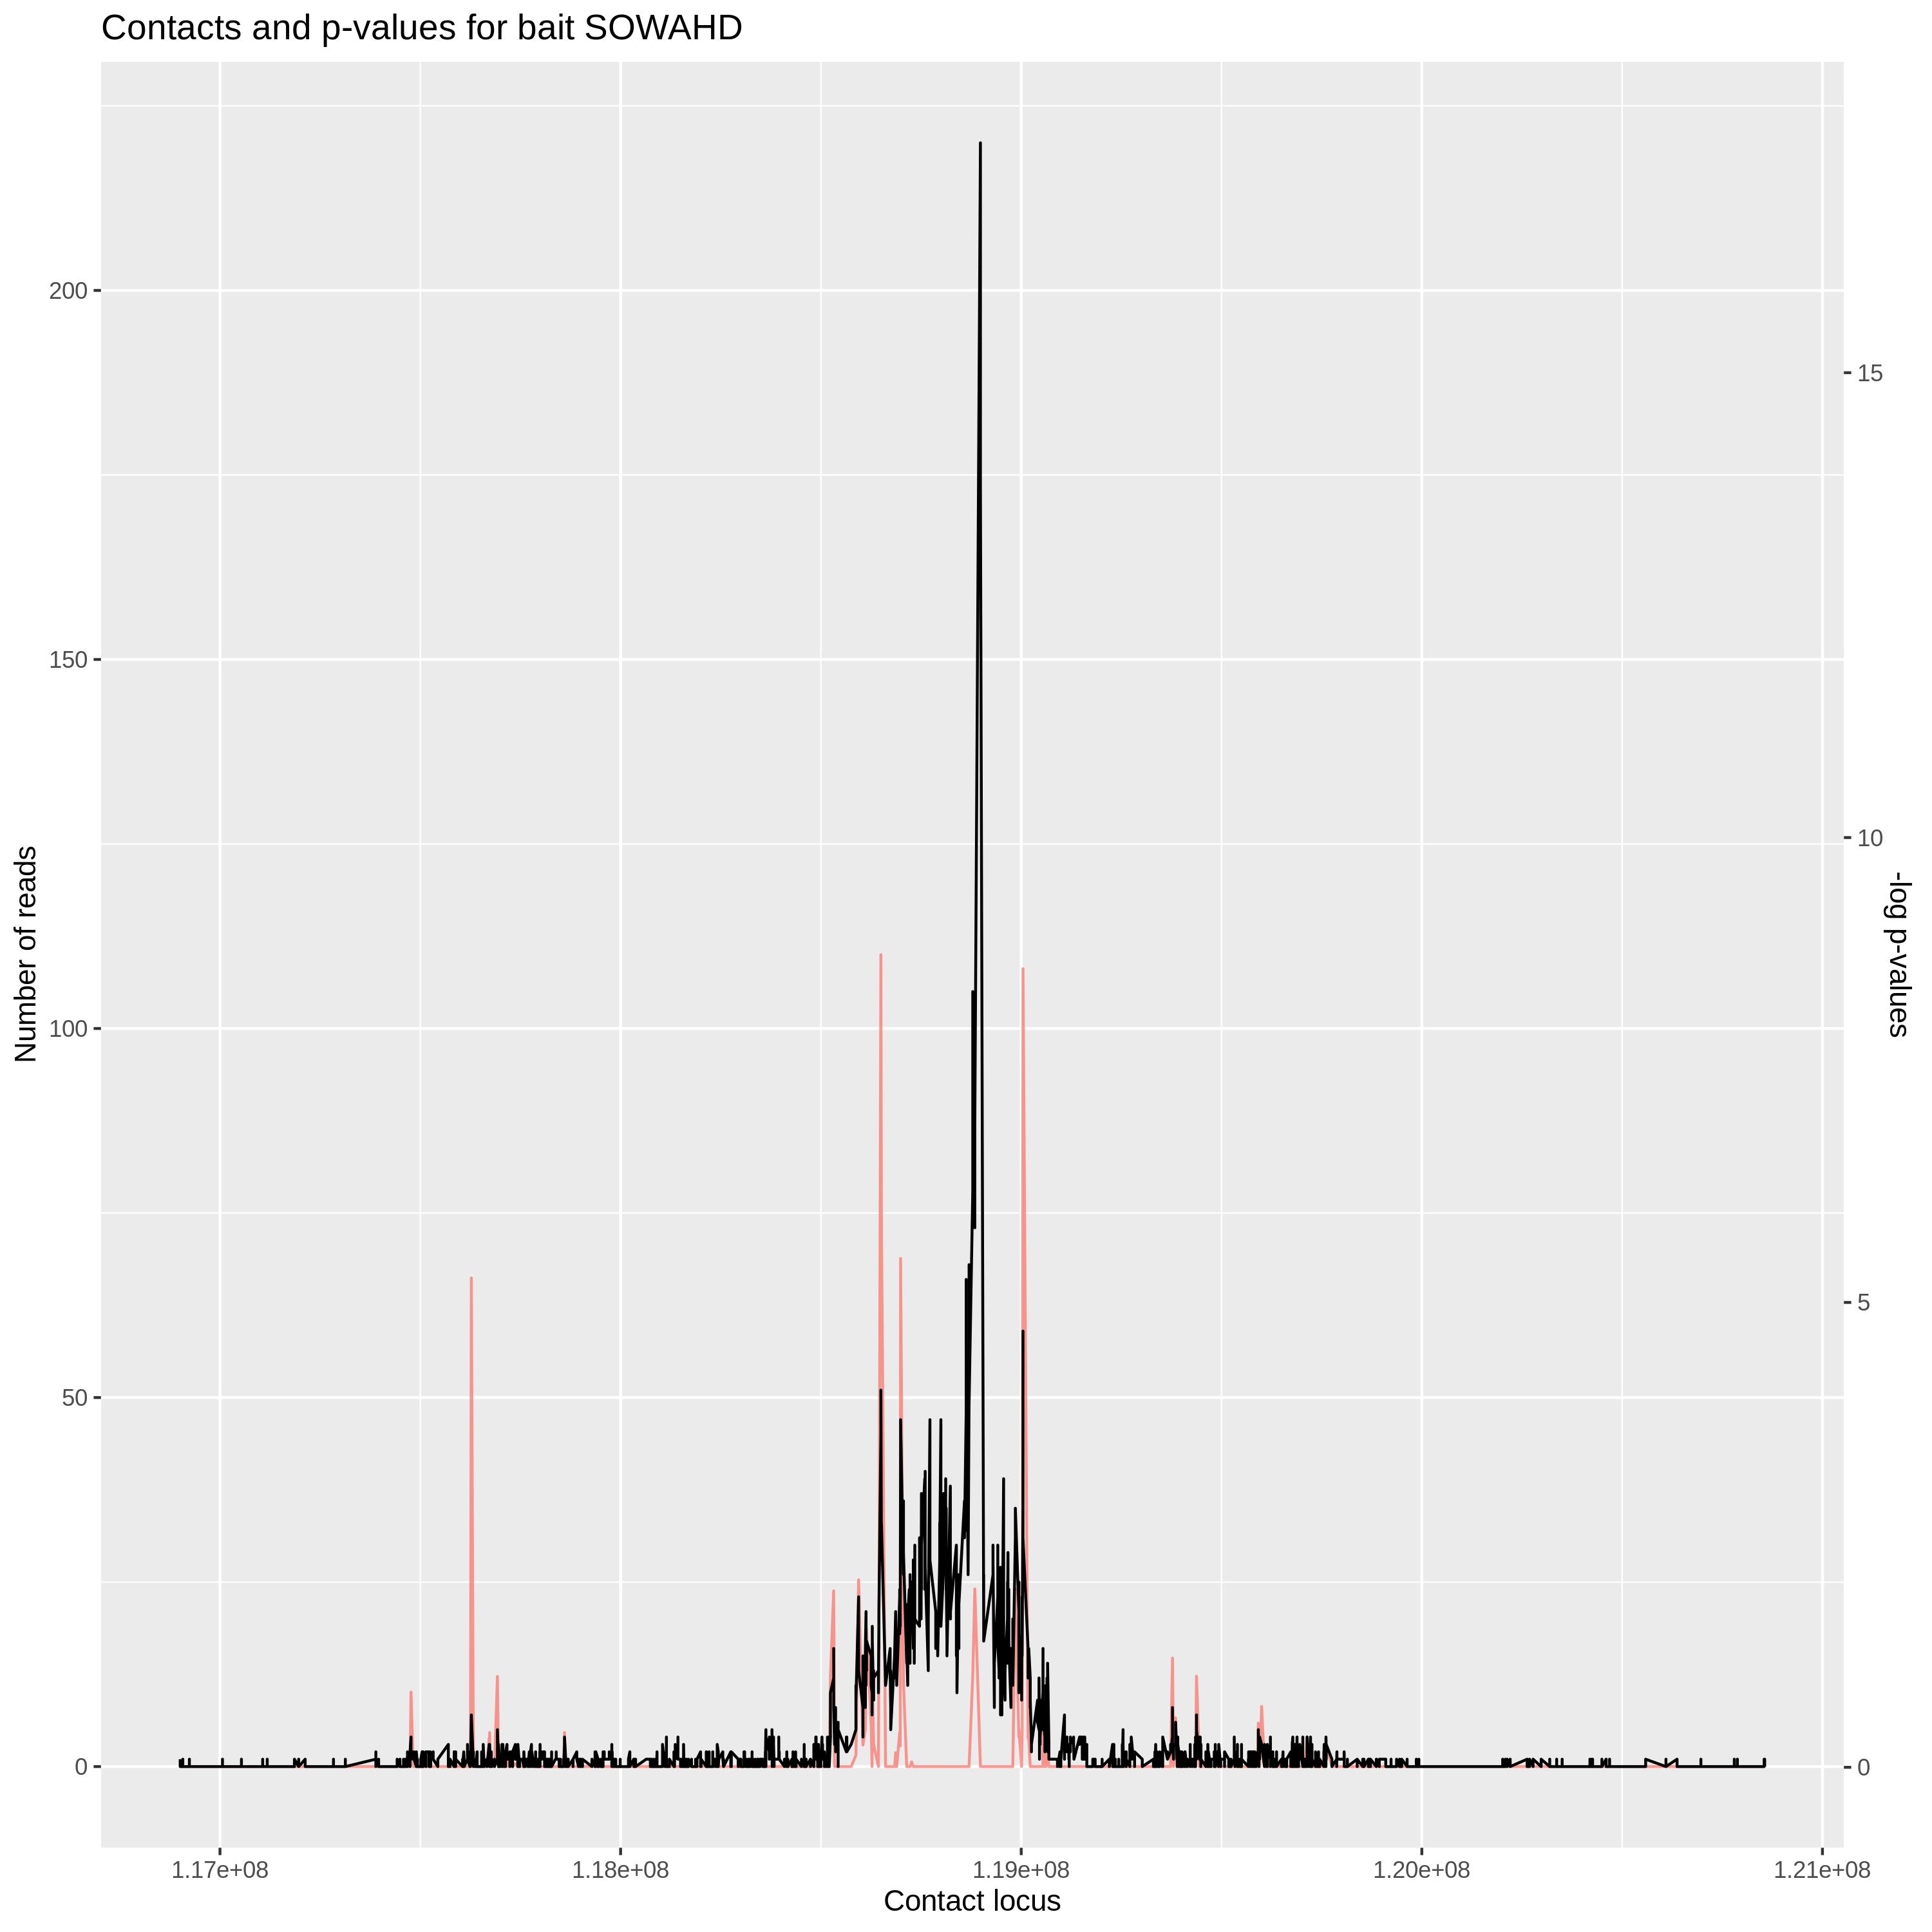 Contacts and p-values for bait SOWAHD
Number of reads
200
150
100
50
0
15
10
5
0
-log p-values
1.17e+08
1.18e+08
1.19e+08
1.20e+08
1.21e+08
Contact locus